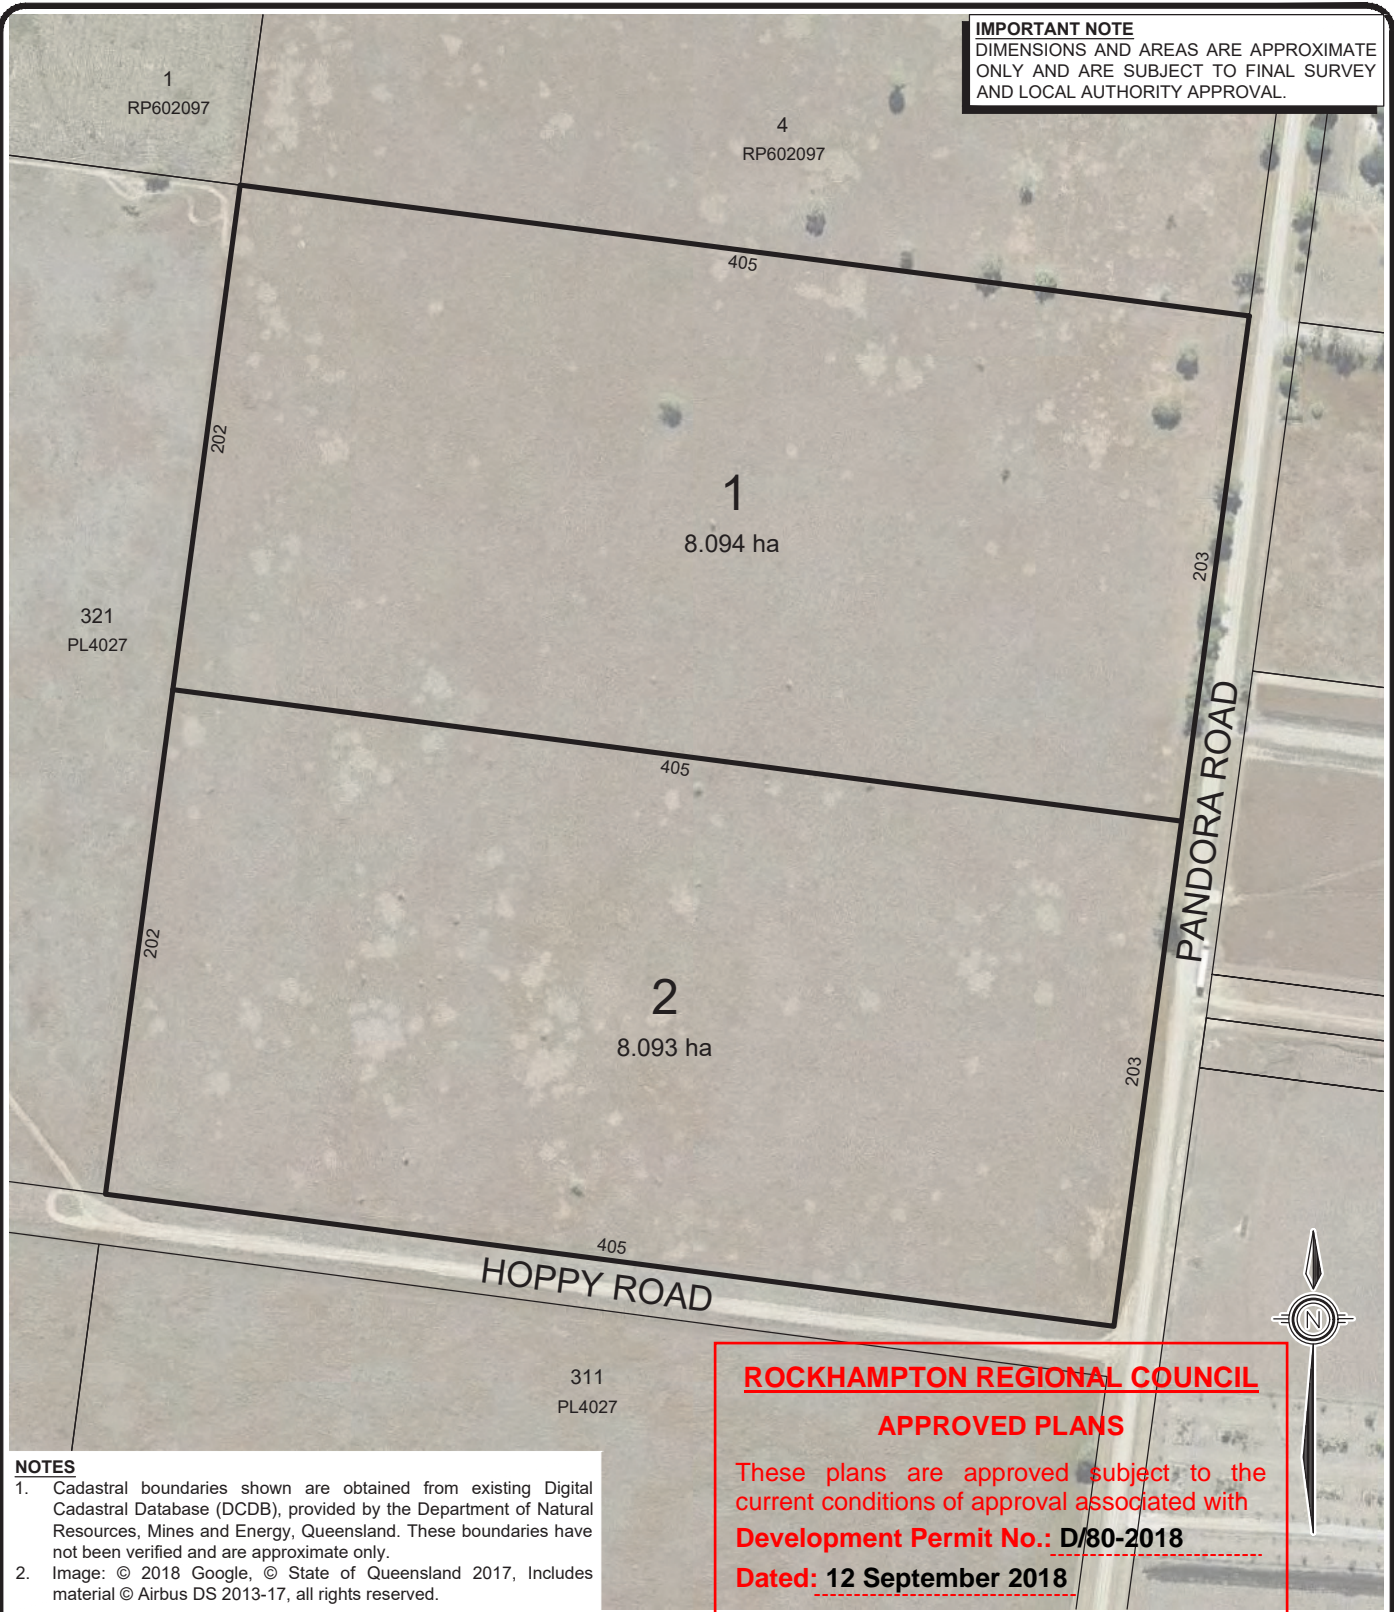 IMPORTANT NOTE
DIMENSIONS AND AREAS ARE APPROXIMATE
ONLY AND ARE SUBJECT TO FINAL SURVEY
AND LOCAL AUTHORITY APPROVAL.
1
RP602097
4
RP602097
405
202
1
8.094 ha
203
321
PL4027
PANDORA ROAD
405
202
2
8.093 ha
203
405
HOPPY ROAD
N
311
PL4027
ROCKHAMPTON REGIONAL COUNCIL
APPROVED PLANS
These plans are approved subject to the
current conditions of approval associated with
Development Permit No.: D/80-2018
Dated: 12 September 2018
NOTES
1. Cadastral boundaries shown are obtained from existing Digital
Cadastral Database (DCDB), provided by the Department of Natural
Resources, Mines and Energy, Queensland. These boundaries have
not been verified and are approximate only.
2. Image: © 2018 Google, © State of Queensland 2017, Includes
material © Airbus DS 2013-17, all rights reserved.